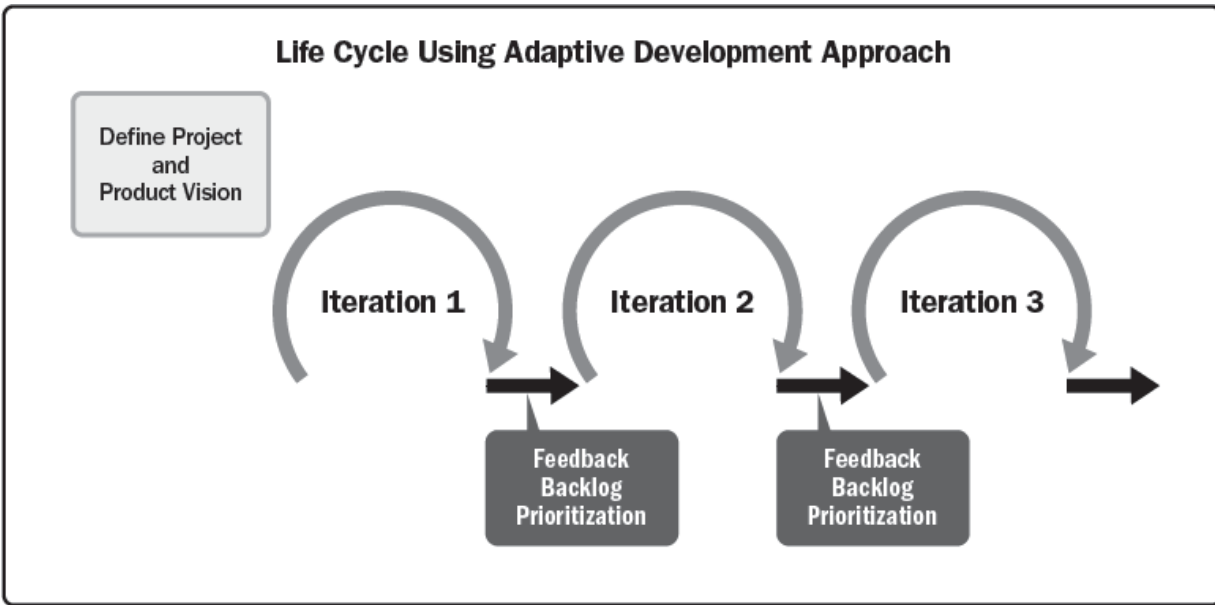 Life Cycle Using Adaptive Development Approach
Define Project
and
Product Vision
Iteration 1
Iteration 2
Iteration 3
Feedback
Backlog
Prioritization
Feedback
Backlog
Prioritization